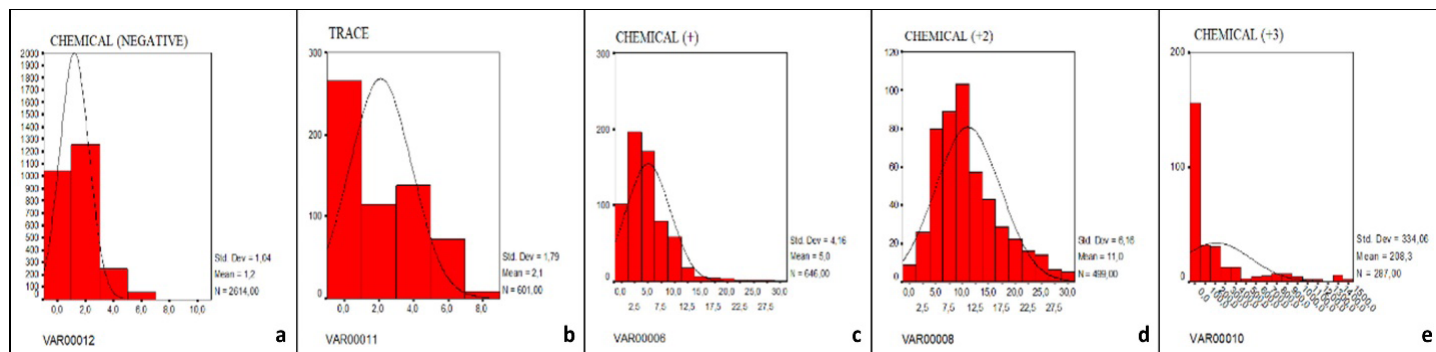 CHEMICAL (NEGATIVE)
2000
1900
1800
1700
1600
1500
1400
1300
1200
1100
1000
900
800
700
600
500
400
300
200
100
0
0,0 2,0 4,0 6,0 8,0 10,0
Std. Dev = 1,04
Mean = 1,2
N = 2614,00
VAR00012
a
TRACE
300
200
100
0
0,0 2,0 4,0 6,0 8,0
Std. Dev = 1,79
Mean = 2,1
N = 601,00
VAR00011
b
CHEMICAL (+)
300
200
100
0
0,0 5,0 10,0 15,0 20,0 25,0 30,0
2,5 7,5 12,5 17,5 22,5 27,5
Std. Dev = 4,16
Mean = 5,0
N = 646,00
VAR00006
c
CHEMICAL (+2)
120
100
80
60
40
20
0
0,0 5,0 10,0 15,0 20,0 25,0 30,0
2,5 7,5 12,5 17,5 22,5 27,5
Std. Dev = 6,16
Mean = 11,0
N = 499,00
VAR00008
d
CHEMICAL (+3)
200
100
0
Std. Dev = 334,06
Mean = 208,3
N = 287,00
VAR00010
e